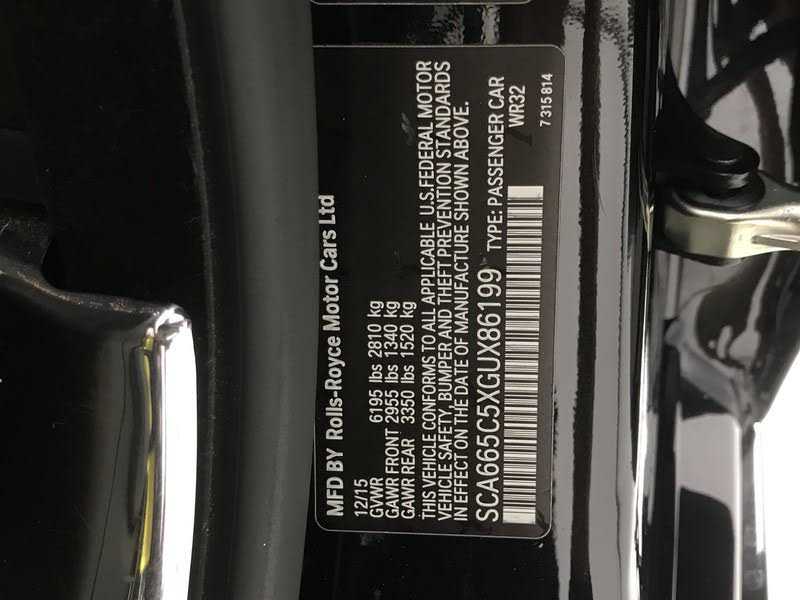 MFD BY Rolls-Royce Motor Cars Ltd
12/15
GVWR 6195 lbs 2810 kg
GAWR FRONT 2955 lbs 1340 kg
GAWR REAR 3350 lbs 1520 kg
THIS VEHICLE CONFORMS TO ALL APPLICABLE U.S.FEDERAL MOTOR
VEHICLE SAFETY, BUMPER AND THEFT PREVENTION STANDARDS
IN EFFECT ON THE DATE OF MANUFACTURE SHOWN ABOVE.
SCA665C5XGUX86199 TYPE: PASSENGER CAR
WR32
7 315 814